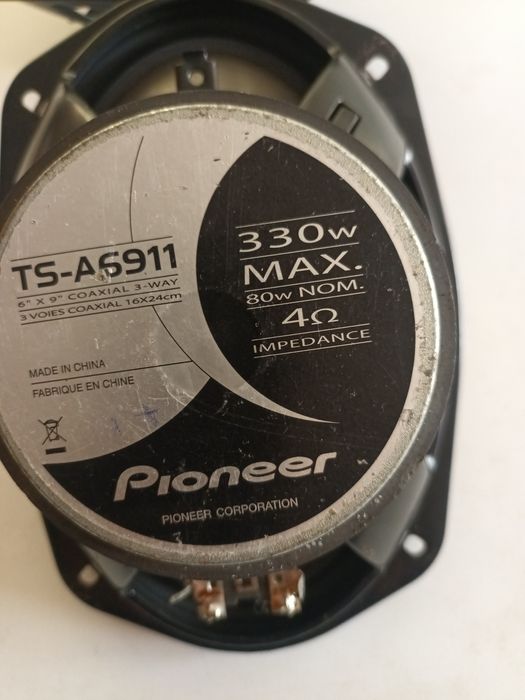 TS-A6911
6" X 9" COAXIAL 3-WAY
3 VOIES COAXIAL 16X24cm
330w
MAX.
80w NOM.
4Ω
IMPEDANCE
MADE IN CHINA
FABRIQUE EN CHINE
Pioneer
PIONEER CORPORATION